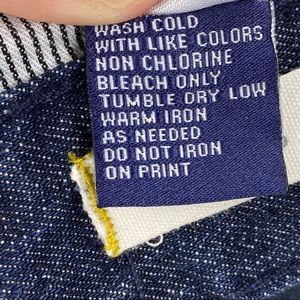 WASH COLD
WITH LIKE COLORS
NON CHLORINE
BLEACH ONLY
TUMBLE DRY LOW
WARM IRON
AS NEEDED
DO NOT IRON
ON PRINT